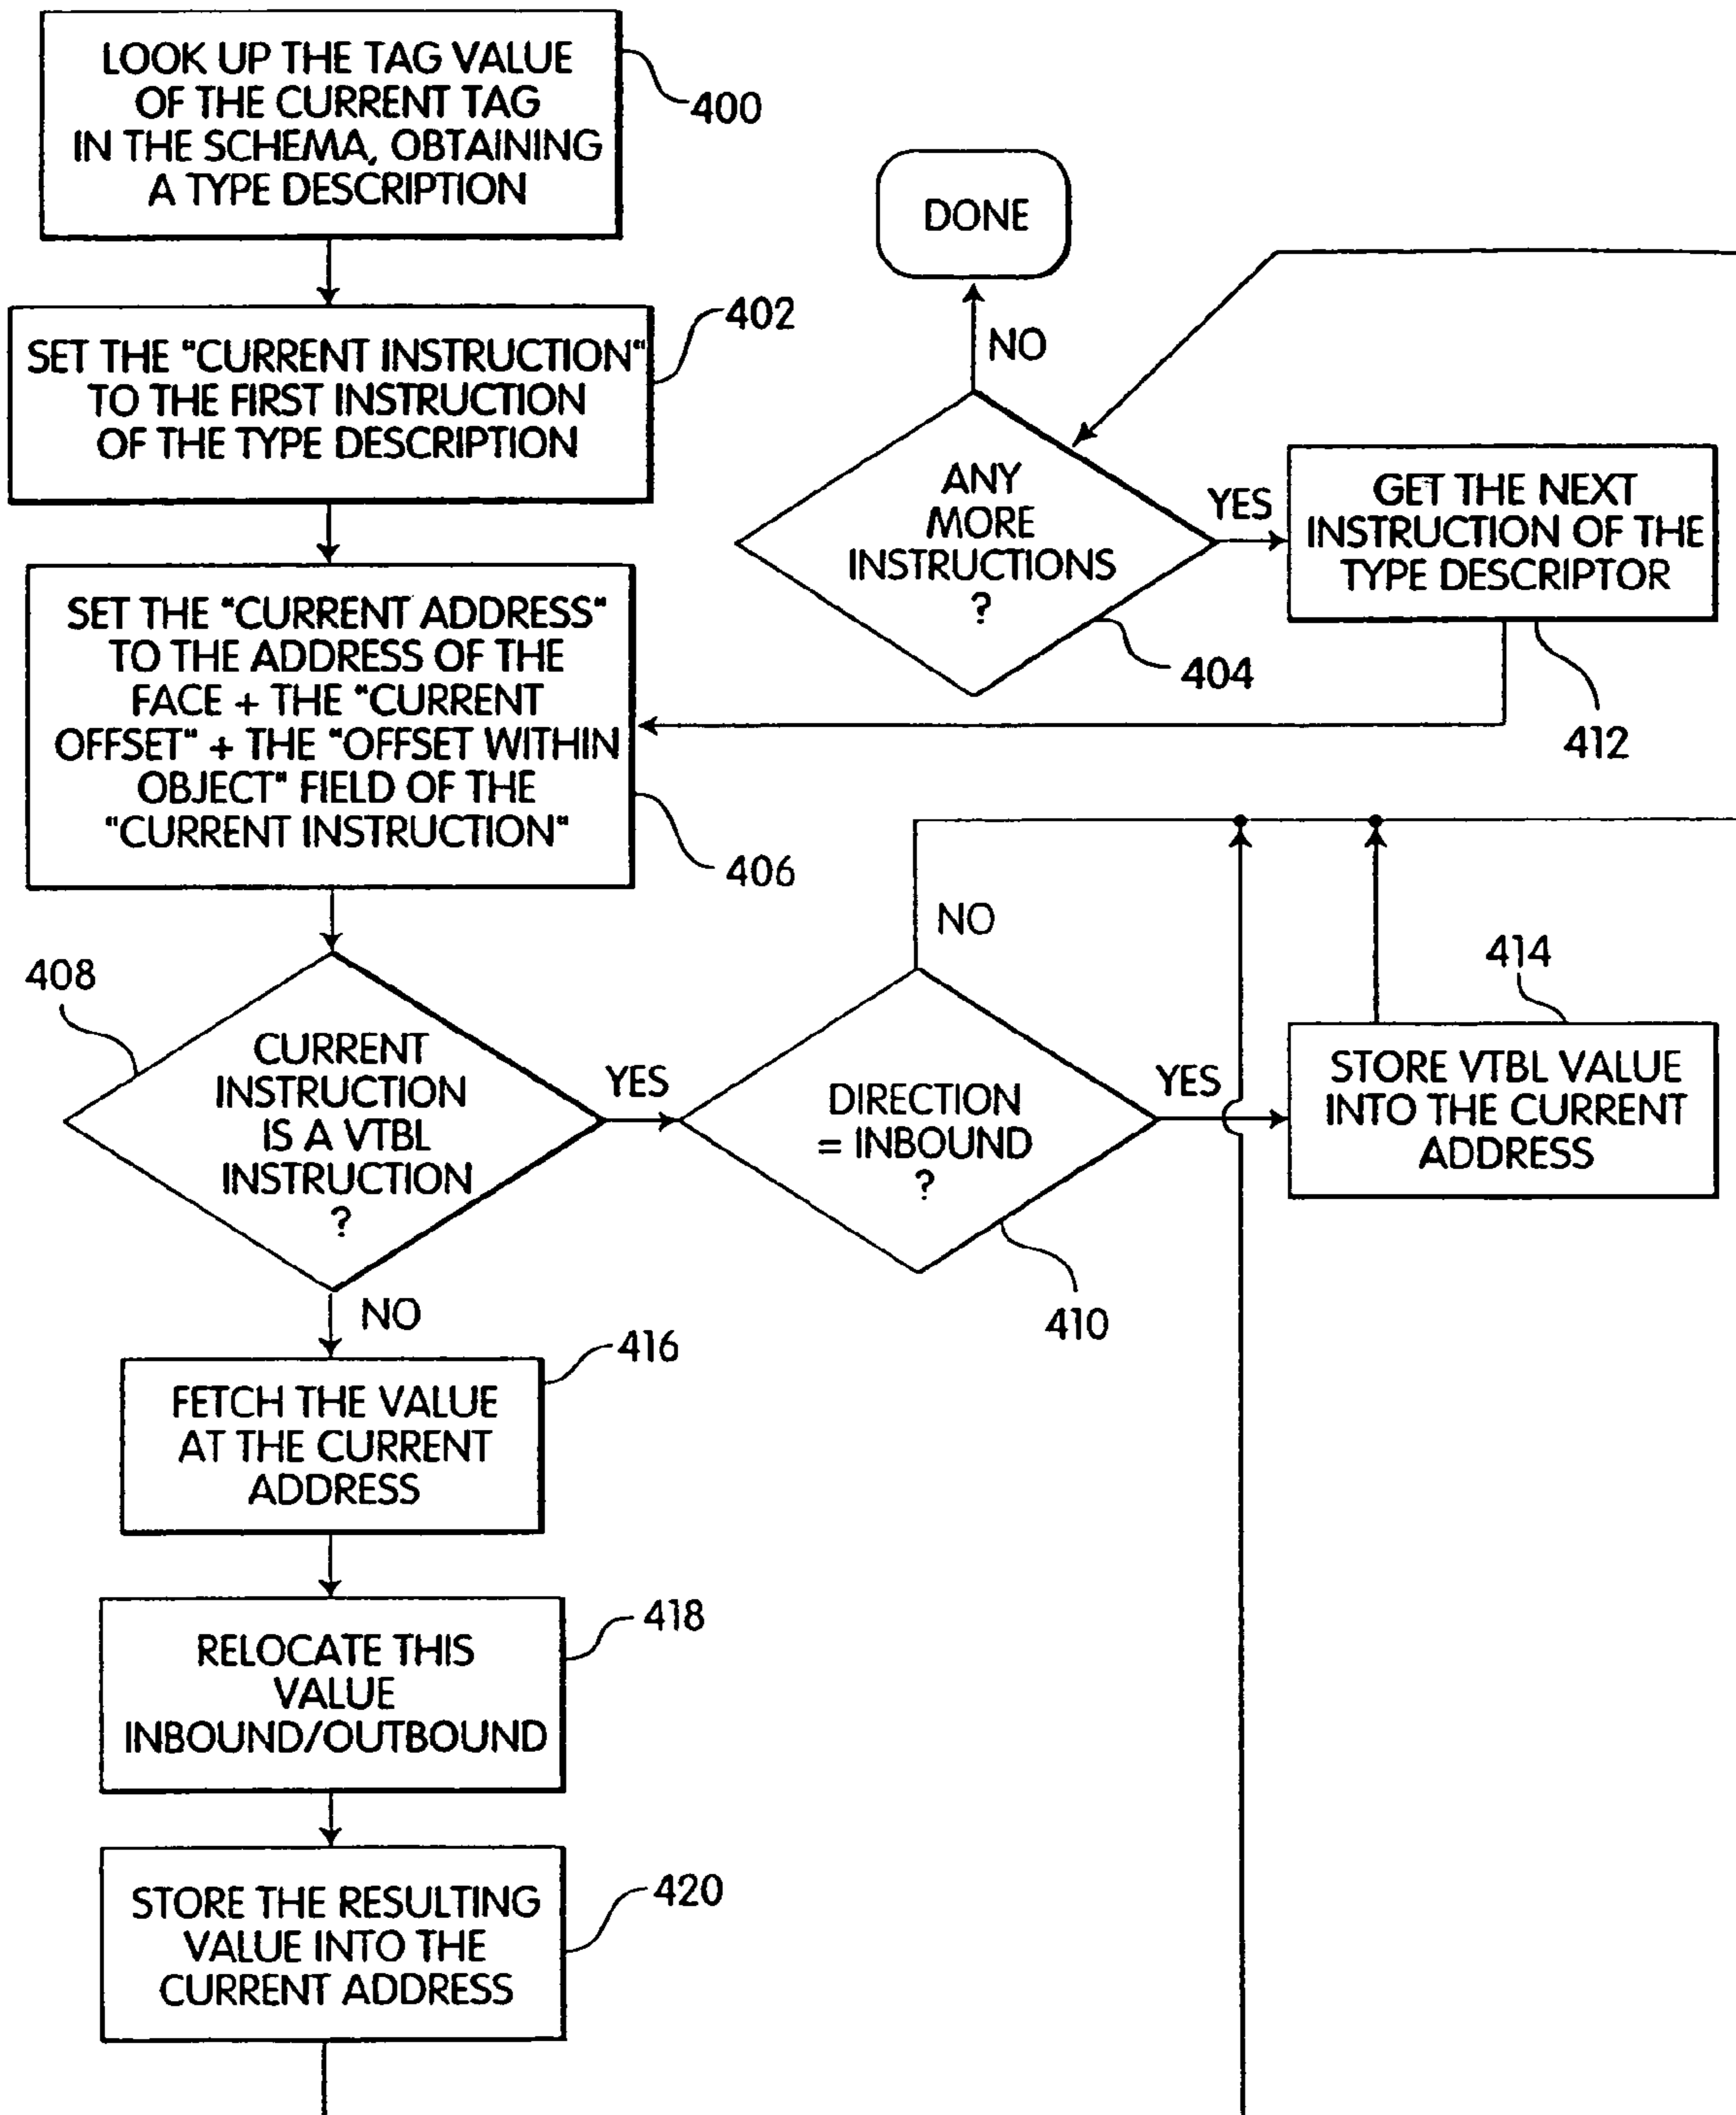 LOOK UP THE TAG VALUE
OF THE CURRENT TAG
IN THE SCHEMA, OBTAINING
A TYPE DESCRIPTION
400
SET THE "CURRENT INSTRUCTION"
TO THE FIRST INSTRUCTION
OF THE TYPE DESCRIPTION
402
DONE
NO
ANY
MORE
INSTRUCTIONS
?
404
YES
GET THE NEXT
INSTRUCTION OF THE
TYPE DESCRIPTOR
412
SET THE "CURRENT ADDRESS"
TO THE ADDRESS OF THE
FACE + THE "CURRENT
OFFSET" + THE "OFFSET WITHIN
OBJECT" FIELD OF THE
"CURRENT INSTRUCTION"
406
408
CURRENT
INSTRUCTION
IS A VTBL
INSTRUCTION
?
YES
NO
DIRECTION
= INBOUND
?
410
YES
414
STORE VTBL VALUE
INTO THE CURRENT
ADDRESS
NO
416
FETCH THE VALUE
AT THE CURRENT
ADDRESS
418
RELOCATE THIS
VALUE
INBOUND/OUTBOUND
420
STORE THE RESULTING
VALUE INTO THE
CURRENT ADDRESS